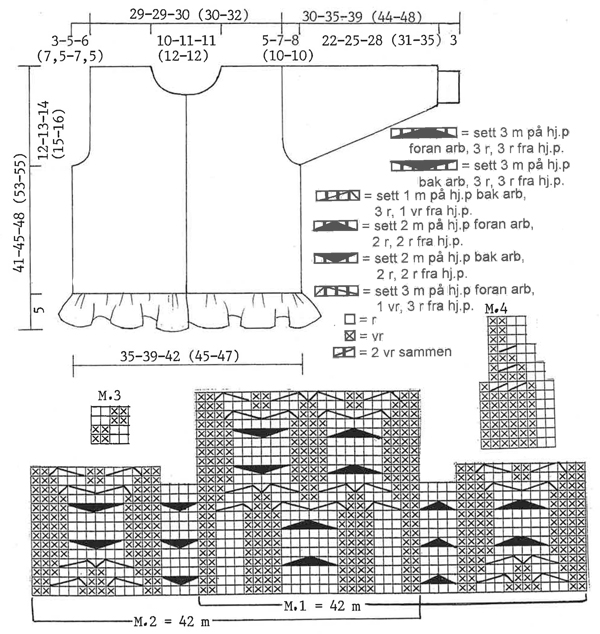 29-29-30 (30-32)
30-35-39 (44-48)
3-5-6
(7,5-7,5)
10-11-11
(12-12)
5-7-8
(10-10)
22-25-28 (31-35)
3
12-13-14
(15-16)
41-45-48 (53-55)
5
35-39-42 (45-47)
= sett 3 m på hj.p
foran arb, 3 r, 3 r fra hj.p.
= sett 3 m på hj.p
bak arb, 3 r, 3 r fra hj.p.
= sett 1 m på hj.p bak arb,
3 r, 1 vr fra hj.p.
= sett 2 m på hj.p foran arb,
2 r, 2 r fra hj.p.
= sett 2 m på hj.p bak arb,
2 r, 2 r fra hj.p.
= sett 3 m på hj.p foran arb,
1 vr, 3 r fra hj.p.
= r
= vr
= 2 vr sammen
M.4
M.3
M.1 = 42 m
M.2 = 42 m